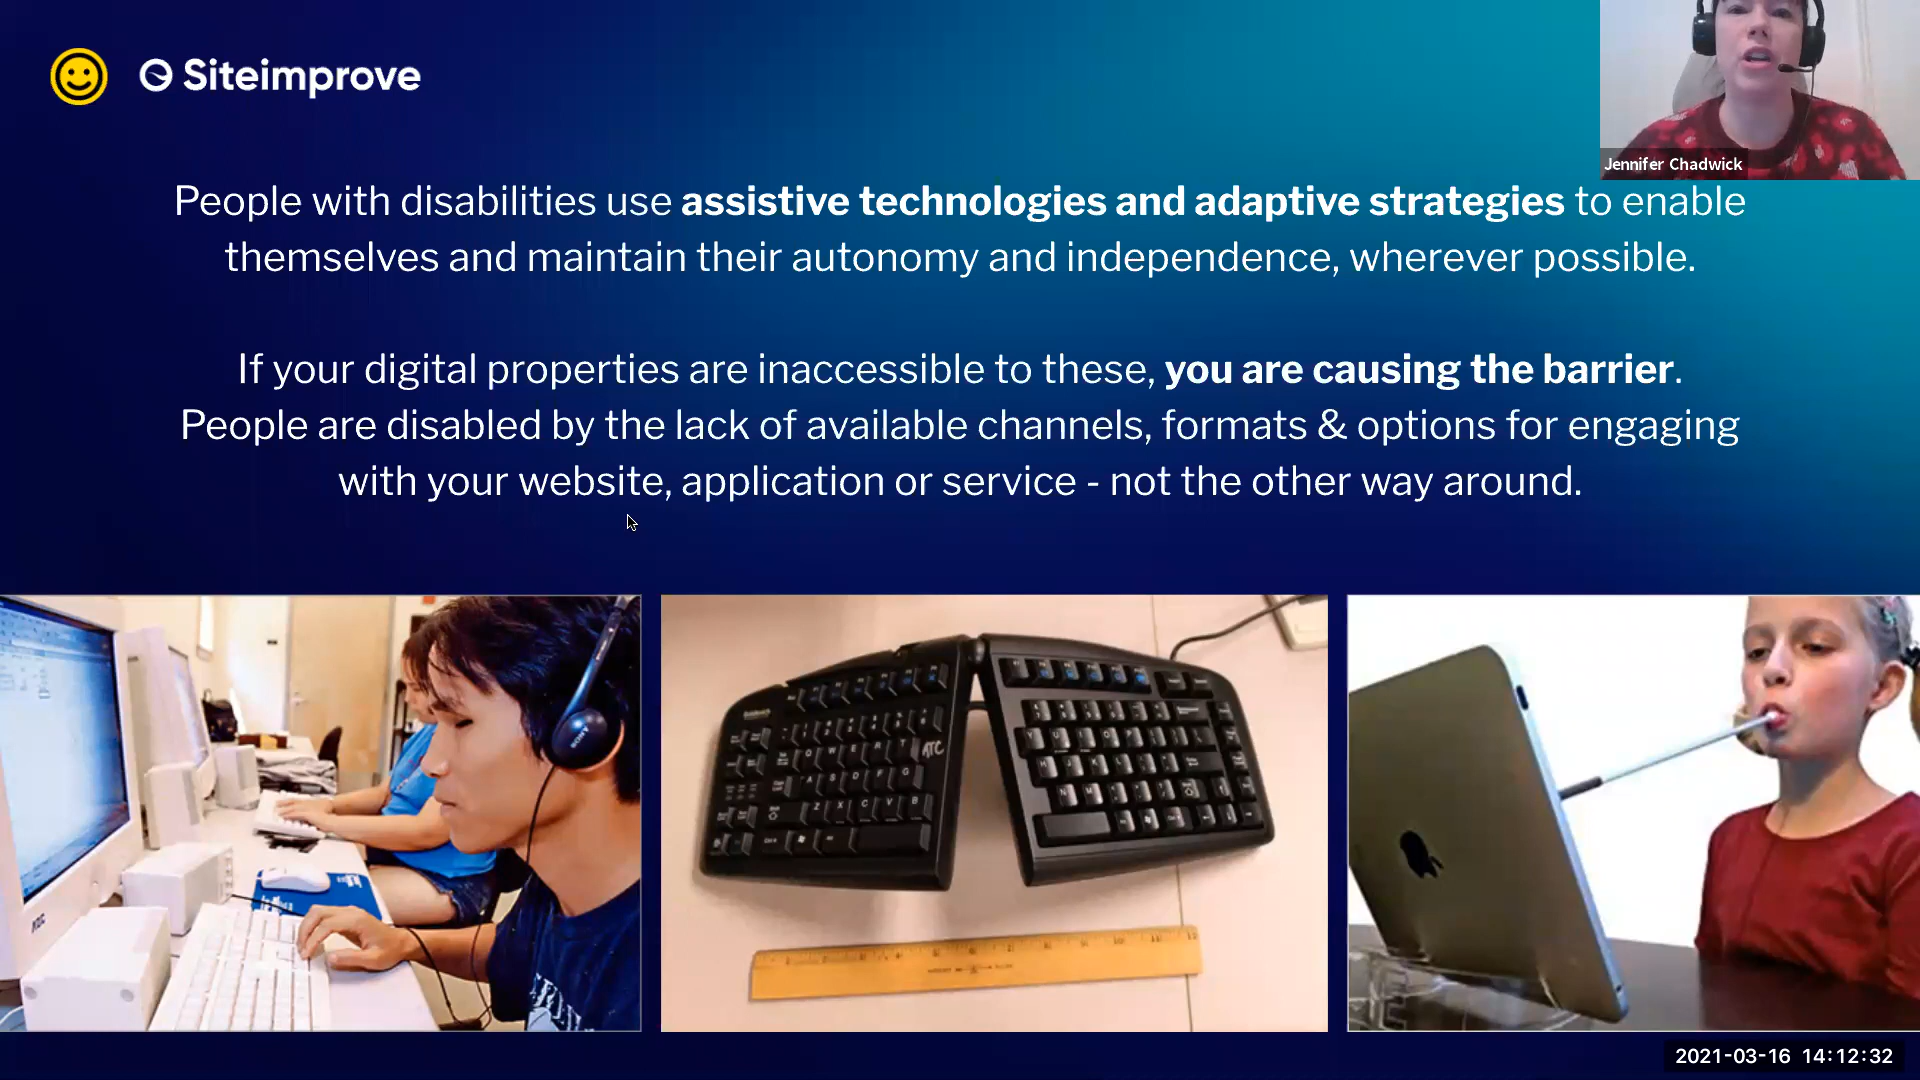 Siteimprove
Jennifer Chadwick
People with disabilities use assistive technologies and adaptive strategies to enable
themselves and maintain their autonomy and independence, wherever possible.
If your digital properties are inaccessible to these, you are causing the barrier.
People are disabled by the lack of available channels, formats & options for engaging
with your website, application or service - not the other way around.
SONY
ATC
Q W E R T
A S D F G
Z X C V B
2021-03-16 14:12:32